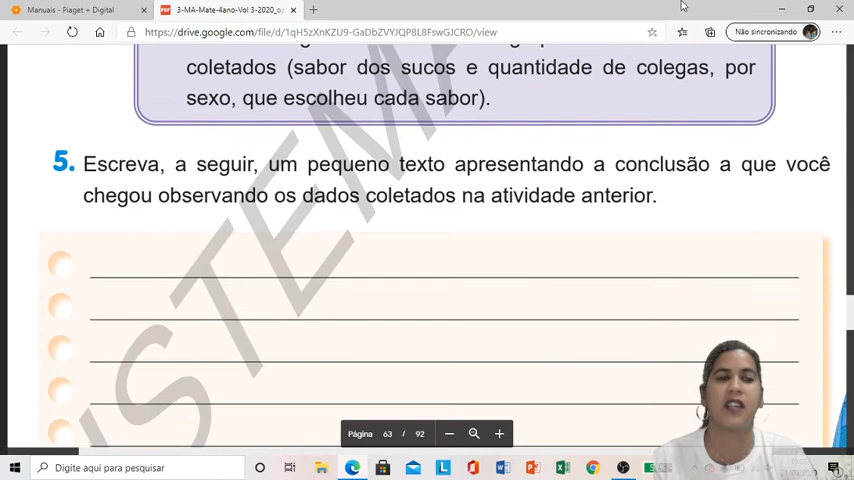 Manuais - Piaget + Digital
3-MA-Mate-4ano-Vol 3-2020_op
https://drive.google.com/file/d/1qH5zXnKZU9-GaDbZVYJQP8L8FswGJCRO/view
Não sincronizando
coletados (sabor dos sucos e quantidade de colegas, por
sexo, que escolheu cada sabor).
5. Escreva, a seguir, um pequeno texto apresentando a conclusão a que você
chegou observando os dados coletados na atividade anterior.
ISTEMA
Página 63 / 92
Digite aqui para pesquisar